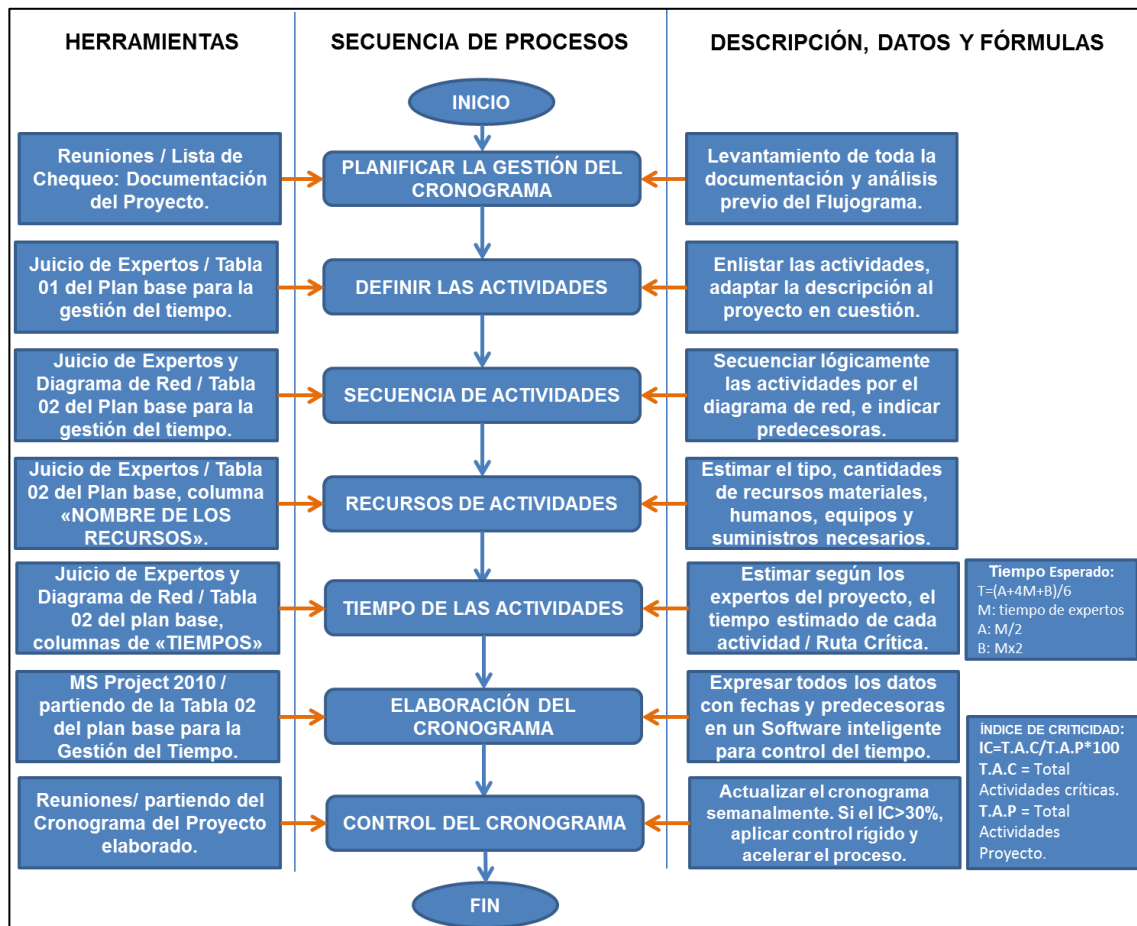 HERRAMIENTAS
SECUENCIA DE PROCESOS
DESCRIPCIÓN, DATOS Y FÓRMULAS
INICIO
Reuniones / Lista de
Chequeo: Documentación
del Proyecto.
PLANIFICAR LA GESTIÓN DEL
CRONOGRAMA
Levantamiento de toda la
documentación y análisis
previo del Flujograma.
Juicio de Expertos / Tabla
01 del Plan base para la
gestión del tiempo.
DEFINIR LAS ACTIVIDADES
Enlistar las actividades,
adaptar la descripción al
proyecto en cuestión.
Juicio de Expertos y
Diagrama de Red / Tabla
02 del Plan base para la
gestión del tiempo.
SECUENCIA DE ACTIVIDADES
Secuenciar lógicamente
las actividades por el
diagrama de red, e indicar
predecesoras.
Juicio de Expertos / Tabla
02 del Plan base, columna
«NOMBRE DE LOS
RECURSOS».
RECURSOS DE ACTIVIDADES
Estimar el tipo, cantidades
de recursos materiales,
humanos, equipos y
suministros necesarios.
Juicio de Expertos y
Diagrama de Red / Tabla
02 del plan base,
columnas de «TIEMPOS»
TIEMPO DE LAS ACTIVIDADES
Estimar según los
expertos del proyecto, el
tiempo estimado de cada
actividad / Ruta Crítica.
Tiempo Esperado:
T=(A+4M+B)/6
M: tiempo de expertos
A: M/2
B: Mx2
MS Project 2010 /
partiendo de la Tabla 02
del plan base para la
Gestión del Tiempo.
ELABORACIÓN DEL
CRONOGRAMA
Expresar todos los datos
con fechas y predecesoras
en un Software inteligente
para control del tiempo.
ÍNDICE DE CRITICIDAD:
IC=T.A.C/T.A.P*100
T.A.C = Total
Actividades críticas.
T.A.P = Total
Actividades
Proyecto.
Reuniones/ partiendo del
Cronograma del Proyecto
elaborado.
CONTROL DEL CRONOGRAMA
Actualizar el cronograma
semanalmente. Si el IC>30%,
aplicar control rígido y
acelerar el proceso.
FIN